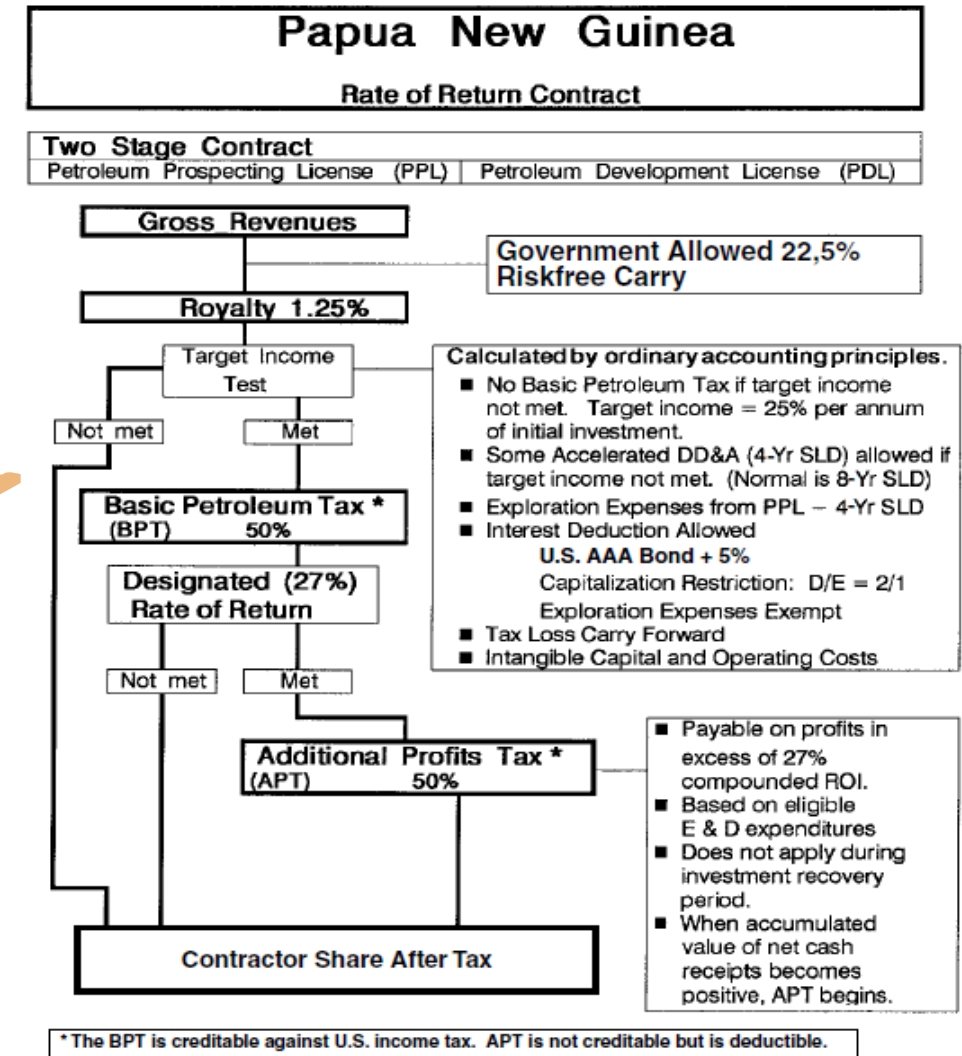 Papua New Guinea
Rate of Return Contract
Two Stage Contract
Petroleum Prospecting License (PPL) Petroleum Development License (PDL)
Gross Revenues
Government Allowed 22,5%
Riskfree Carry
Royalty 1.25%
Target Income
Test
Not met
Met
Calculated by ordinary accounting principles.
■ No Basic Petroleum Tax if target income
not met. Target income = 25% per annum
of initial investment.
■ Some Accelerated DD&A (4-Yr SLD) allowed if
target income not met. (Normal is 8-Yr SLD)
■ Exploration Expenses from PPL – 4-Yr SLD
■ Interest Deduction Allowed
U.S. AAA Bond + 5%
Capitalization Restriction: D/E = 2/1
Exploration Expenses Exempt
■ Tax Loss Carry Forward
■ Intangible Capital and Operating Costs
Basic Petroleum Tax *
(BPT) 50%
Designated (27%)
Rate of Return
Not met
Met
Additional Profits Tax *
(APT) 50%
■ Payable on profits in
excess of 27%
compounded ROI.
■ Based on eligible
E & D expenditures
■ Does not apply during
investment recovery
period.
■ When accumulated
value of net cash
receipts becomes
positive, APT begins.
Contractor Share After Tax
* The BPT is creditable against U.S. income tax. APT is not creditable but is deductible.